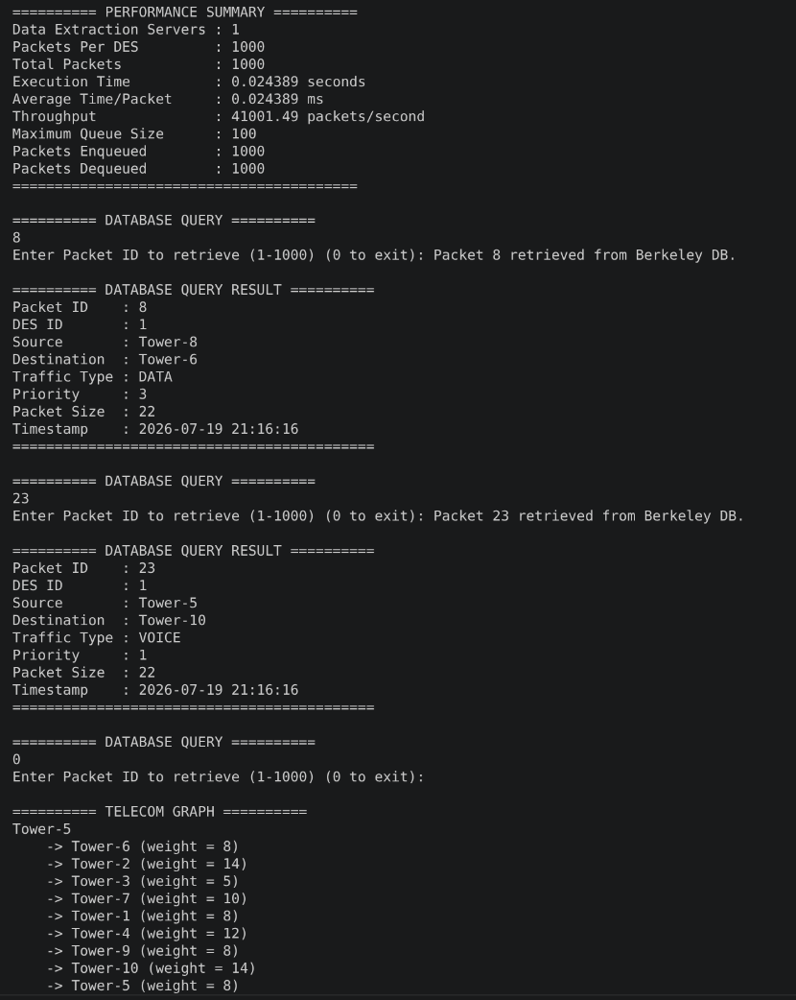 ========== PERFORMANCE SUMMARY ==========
Data Extraction Servers : 1
Packets Per DES         : 1000
Total Packets           : 1000
Execution Time          : 0.024389 seconds
Average Time/Packet     : 0.024389 ms
Throughput              : 41001.49 packets/second
Maximum Queue Size      : 100
Packets Enqueued        : 1000
Packets Dequeued        : 1000
=========================================

========== DATABASE QUERY ==========
8
Enter Packet ID to retrieve (1-1000) (0 to exit): Packet 8 retrieved from Berkeley DB.

========== DATABASE QUERY RESULT ==========
Packet ID    : 8
DES ID       : 1
Source       : Tower-8
Destination  : Tower-6
Traffic Type : DATA
Priority     : 3
Packet Size  : 22
Timestamp    : 2026-07-19 21:16:16
===========================================

========== DATABASE QUERY ==========
23
Enter Packet ID to retrieve (1-1000) (0 to exit): Packet 23 retrieved from Berkeley DB.

========== DATABASE QUERY RESULT ==========
Packet ID    : 23
DES ID       : 1
Source       : Tower-5
Destination  : Tower-10
Traffic Type : VOICE
Priority     : 1
Packet Size  : 22
Timestamp    : 2026-07-19 21:16:16
===========================================

========== DATABASE QUERY ==========
0
Enter Packet ID to retrieve (1-1000) (0 to exit):

========== TELECOM GRAPH ==========
Tower-5
    -> Tower-6 (weight = 8)
    -> Tower-2 (weight = 14)
    -> Tower-3 (weight = 5)
    -> Tower-7 (weight = 10)
    -> Tower-1 (weight = 8)
    -> Tower-4 (weight = 12)
    -> Tower-9 (weight = 8)
    -> Tower-10 (weight = 14)
    -> Tower-5 (weight = 8)